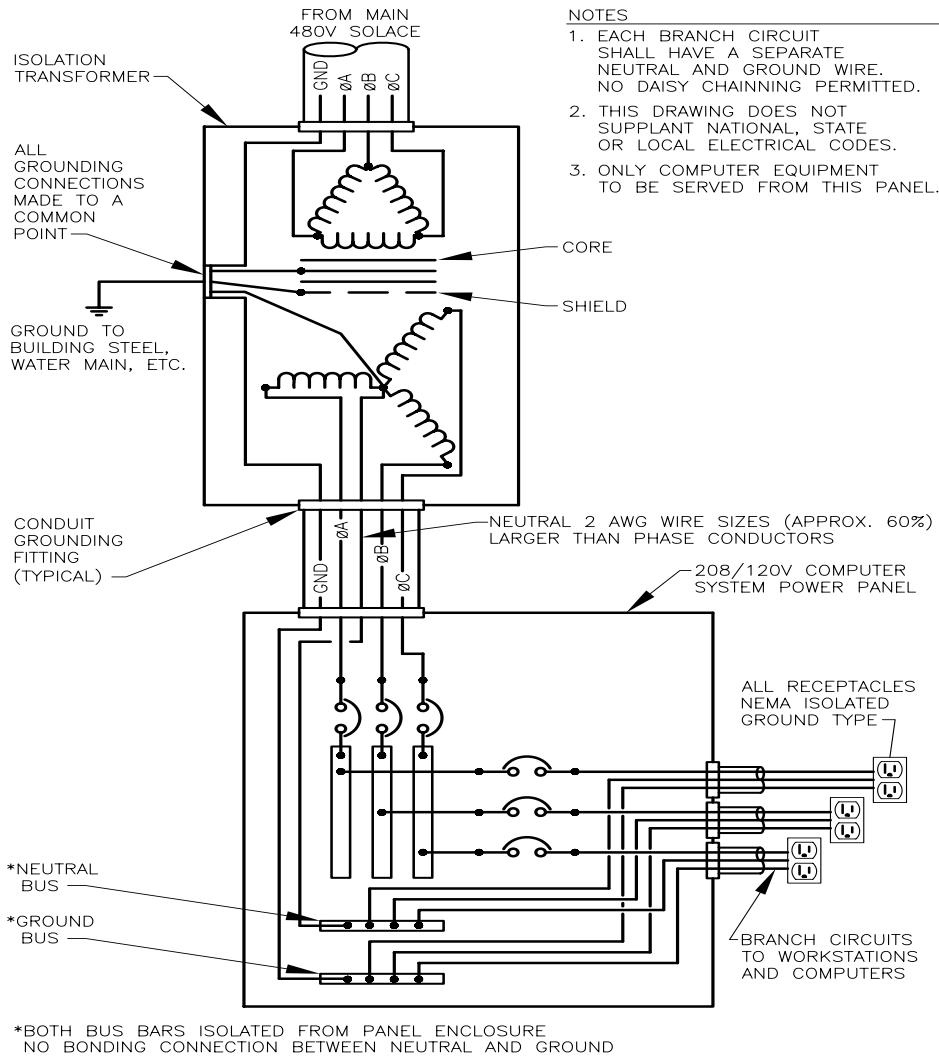 FROM MAIN
480V SOLACE
GND
ØA
ØB
ØC
ISOLATION
TRANSFORMER
NOTES
1. EACH BRANCH CIRCUIT
SHALL HAVE A SEPARATE
NEUTRAL AND GROUND WIRE.
NO DAISY CHAINNING PERMITTED.
2. THIS DRAWING DOES NOT
SUPPLANT NATIONAL, STATE
OR LOCAL ELECTRICAL CODES.
3. ONLY COMPUTER EQUIPMENT
TO BE SERVED FROM THIS PANEL.
ALL
GROUNDING
CONNECTIONS
MADE TO A
COMMON
POINT
CORE
SHIELD
GROUND TO
BUILDING STEEL,
WATER MAIN, ETC.
CONDUIT
GROUNDING
FITTING
(TYPICAL)
GND
ØA
ØB
ØC
NEUTRAL 2 AWG WIRE SIZES (APPROX. 60%)
LARGER THAN PHASE CONDUCTORS
208/120V COMPUTER
SYSTEM POWER PANEL
ALL RECEPTACLES
NEMA ISOLATED
GROUND TYPE
*NEUTRAL
BUS
*GROUND
BUS
BRANCH CIRCUITS
TO WORKSTATIONS
AND COMPUTERS
*BOTH BUS BARS ISOLATED FROM PANEL ENCLOSURE
NO BONDING CONNECTION BETWEEN NEUTRAL AND GROUND